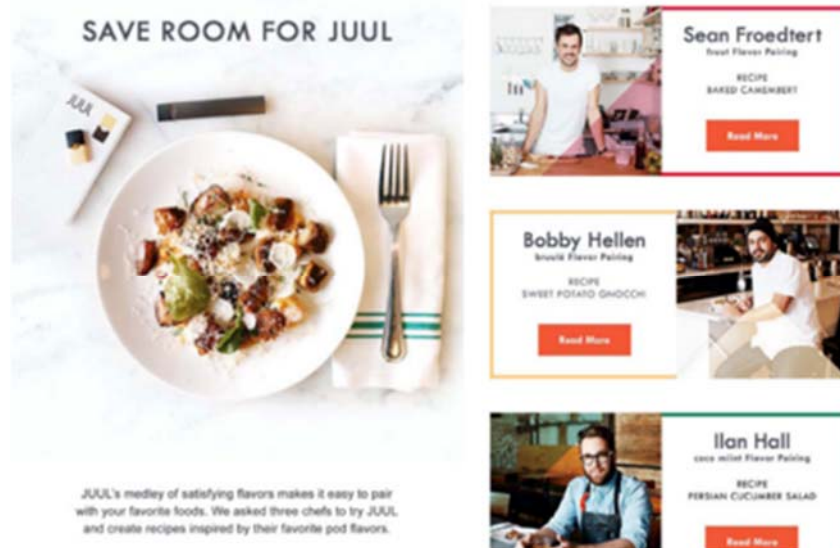 SAVE ROOM FOR JUUL
JUUL
JUUL's medley of satisfying flavors makes it easy to pair
with your favorite foods. We asked three chefs to try JUUL
and create recipes inspired by their favorite pod flavors.
Sean Froedtert
fruut Flavor Pairing
RECIPE
BAKED CAMEMBERT
Read More
Bobby Hellen
bruulé Flavor Pairing
RECIPE
SWEET POTATO GNOCCHI
Read More
Ilan Hall
coco miint Flavor Pairing
RECIPE
PERSIAN CUCUMBER SALAD
Read More